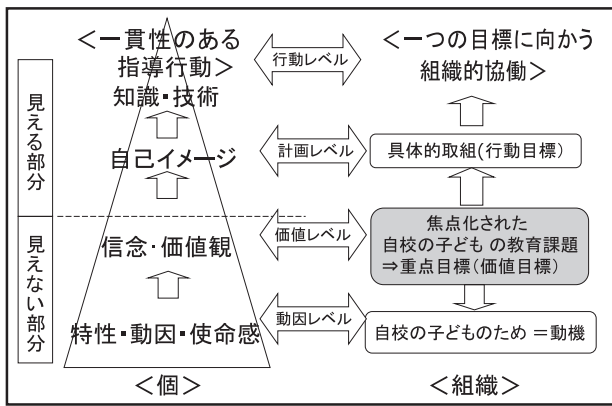 ＜一貫性のある
指導行動＞
知識・技術
行動レベル
＜一つの目標に向かう
組織的協働＞
見える部分
自己イメージ
計画レベル
具体的取組(行動目標)
見えない部分
信念・価値観
価値レベル
焦点化された
自校の子ども の教育課題
⇒重点目標(価値目標)
特性・動因・使命感
動因レベル
自校の子どものため ＝動機
＜個＞
＜組織＞